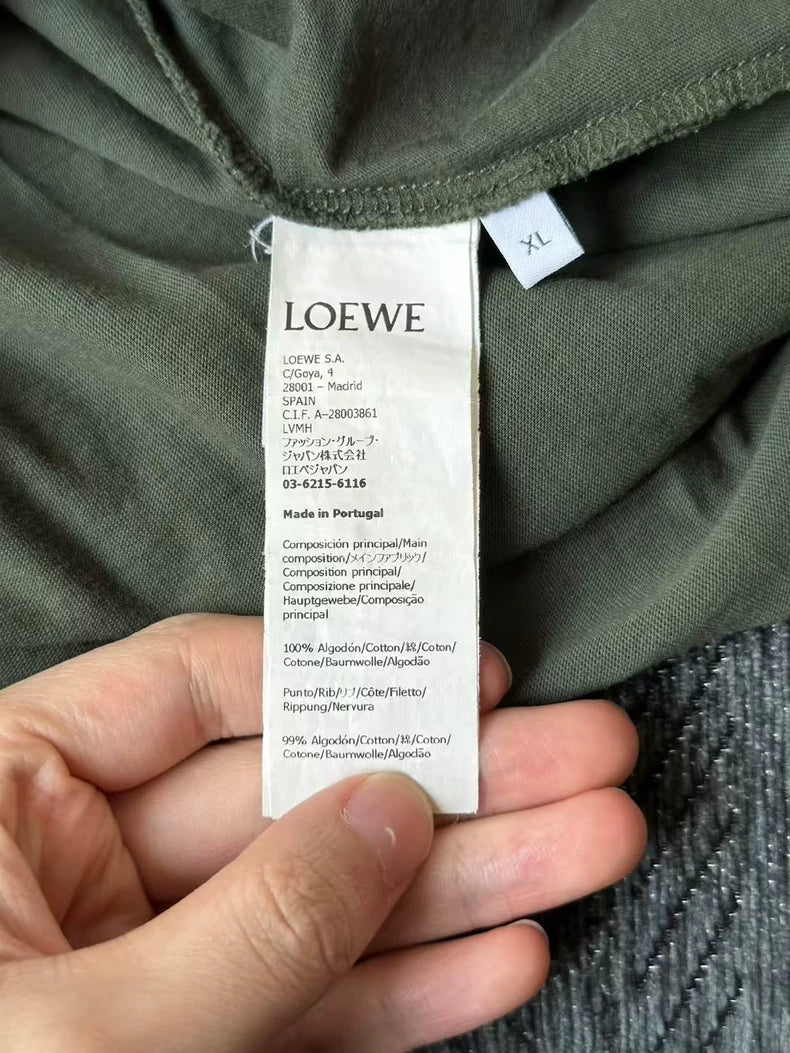 XL
LOEWE
LOEWE S.A.
C/Goya, 4
28001 – Madrid
SPAIN
C.I.F. A-28003861
LVMH
ファッション・グループ・
ジャパン株式会社
ロエベジャパン
03-6215-6116
Made in Portugal
Composición principal/Main
composition/メインファブリック/
Composition principal/
Composizione principale/
Hauptgewebe/Composição
principal
100% Algodón/Cotton/綿/Coton/
Cotone/Baumwolle/Algodão
Punto/Rib/リブ/Côte/Filetto/
Rippung/Nervura
99% Algodón/Cotton/綿/Coton/
Cotone/Baumwolle/Algodão